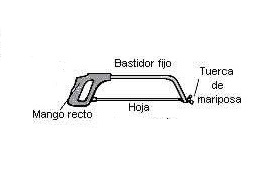 Bastidor fijo
Tuerca
de
mariposa
Hoja
Mango recto